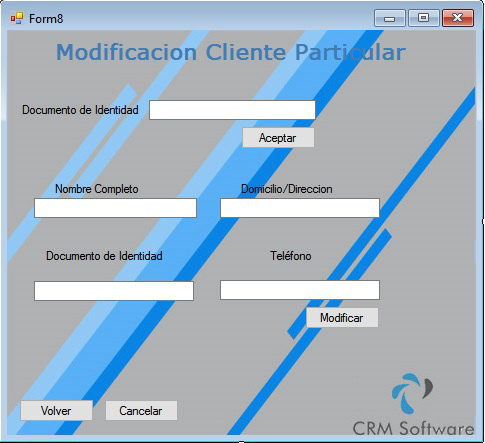 Form8
Modificacion Cliente Particular
Documento de Identidad
Aceptar
Nombre Completo
Domicilio/Direccion
Documento de Identidad
Teléfono
Modificar
Volver
Cancelar
CRM Software